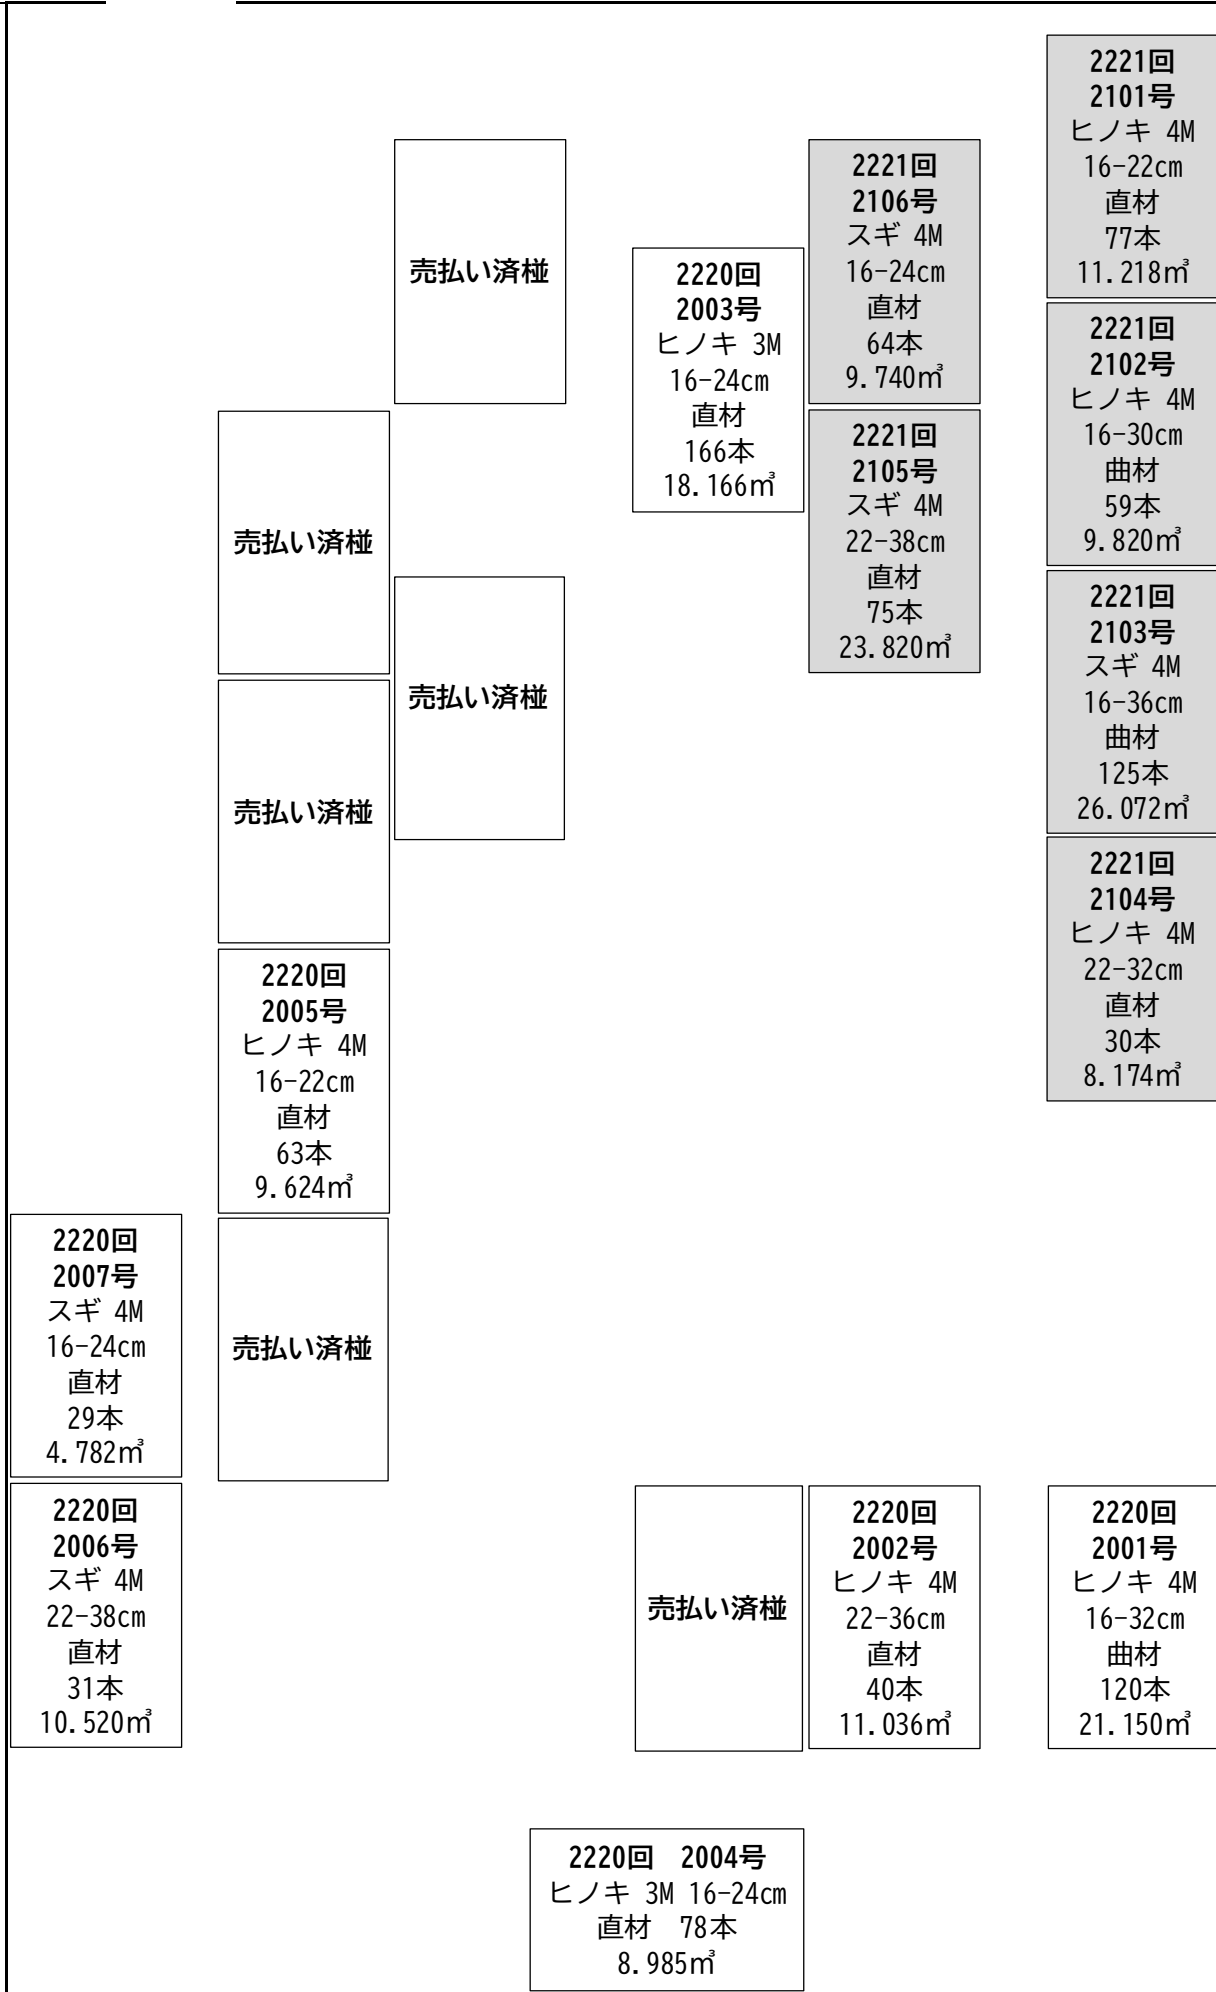 2221回
2101号
ヒノキ 4M
16-22cm
直材
77本
11.218㎥
売払い済椪
2221回
2106号
スギ 4M
16-24cm
直材
64本
9.740㎥
2220回
2003号
ヒノキ 3M
16-24cm
直材
166本
18.166㎥
2221回
2102号
ヒノキ 4M
16-30cm
曲材
59本
9.820㎥
売払い済椪
2221回
2105号
スギ 4M
22-38cm
直材
75本
23.820㎥
売払い済椪
2221回
2103号
スギ 4M
16-36cm
曲材
125本
26.072㎥
売払い済椪
2221回
2104号
ヒノキ 4M
22-32cm
直材
30本
8.174㎥
2220回
2005号
ヒノキ 4M
16-22cm
直材
63本
9.624㎥
2220回
2007号
スギ 4M
16-24cm
直材
29本
4.782㎥
売払い済椪
2220回
2006号
スギ 4M
22-38cm
直材
31本
10.520㎥
売払い済椪
2220回
2002号
ヒノキ 4M
22-36cm
直材
40本
11.036㎥
2220回
2001号
ヒノキ 4M
16-32cm
曲材
120本
21.150㎥
2220回　2004号
ヒノキ 3M 16-24cm
直材　78本
8.985㎥